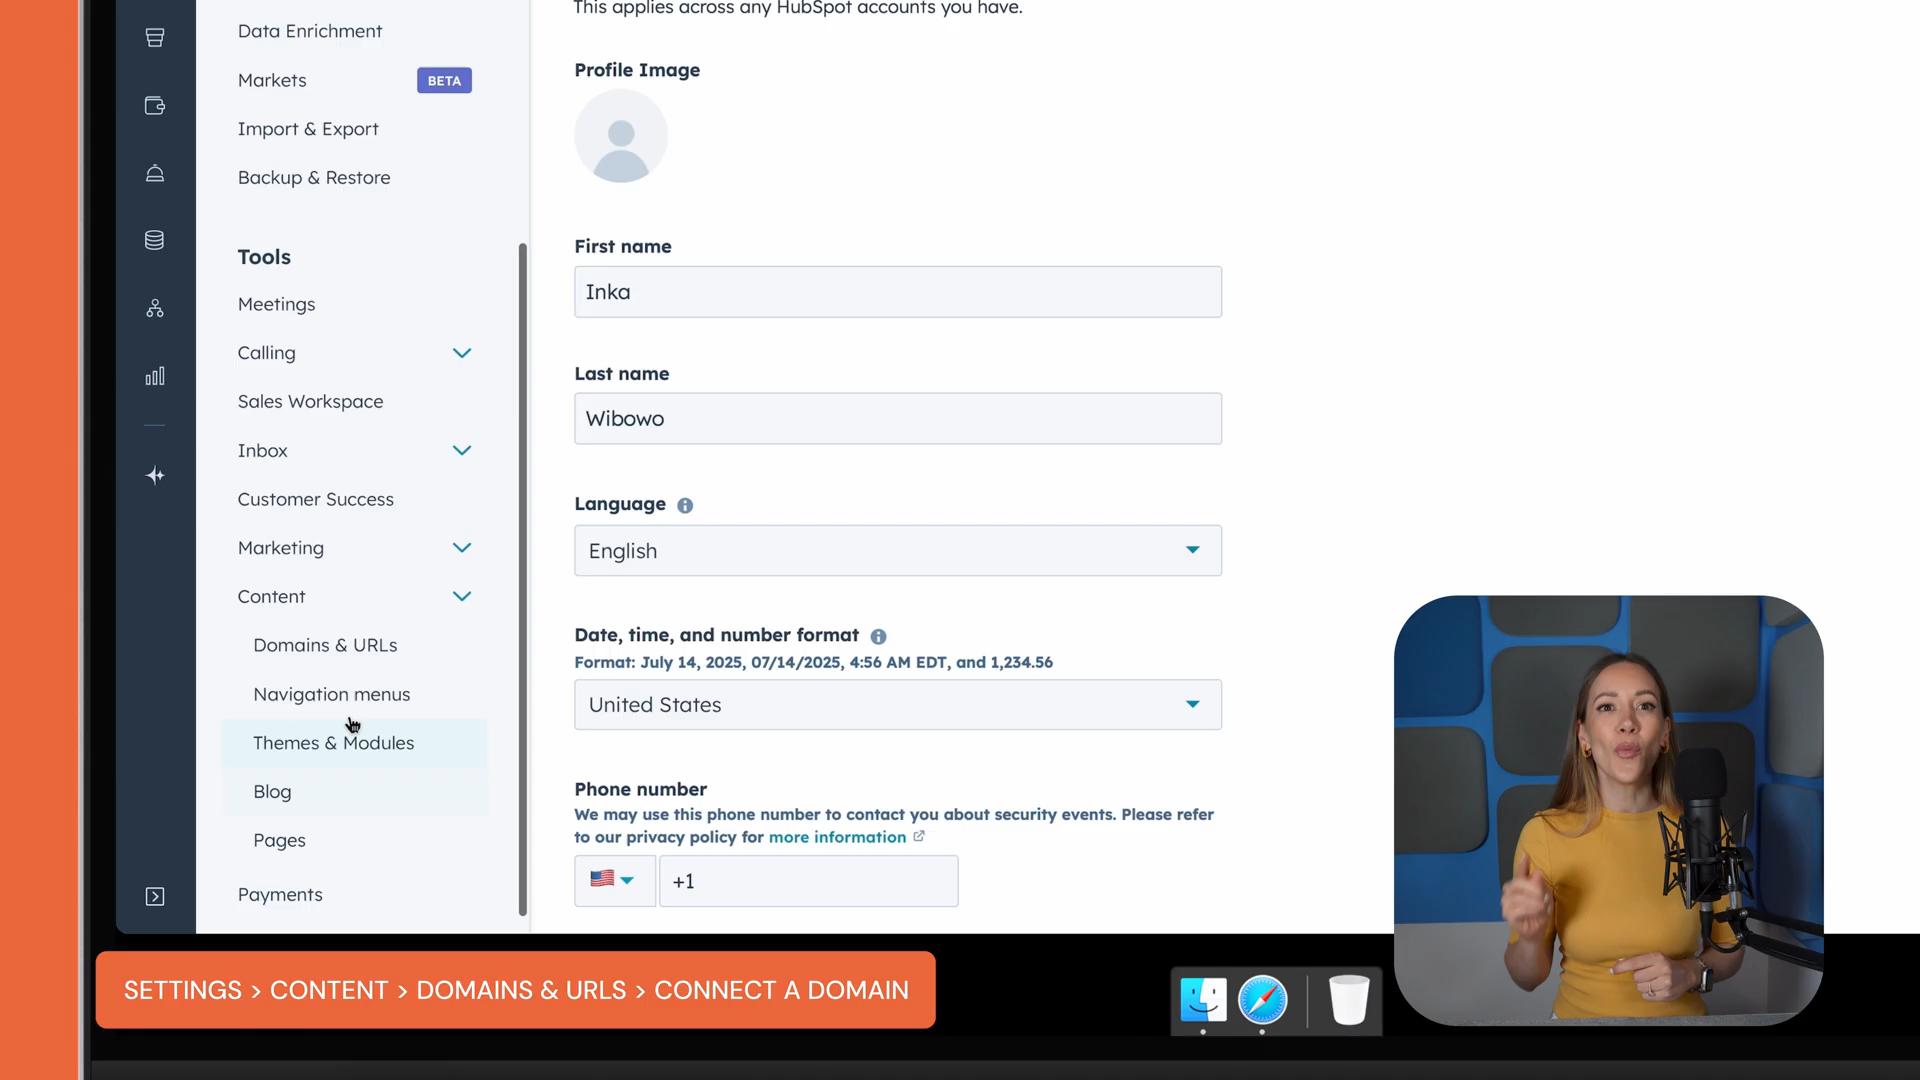 Data Enrichment
Markets
BETA
Import & Export
Backup & Restore
Tools
Meetings
Calling
Sales Workspace
Inbox
Customer Success
Marketing
Content
Domains & URLs
Navigation menus
Themes & Modules
Blog
Pages
Payments
This applies across any HubSpot accounts you have.
Profile Image
First name
Inka
Last name
Wibowo
Language
English
Date, time, and number format
Format: July 14, 2025, 07/14/2025, 4:56 AM EDT, and 1,234.56
United States
Phone number
We may use this phone number to contact you about security events. Please refer
to our privacy policy for more information
+1
SETTINGS > CONTENT > DOMAINS & URLS > CONNECT A DOMAIN